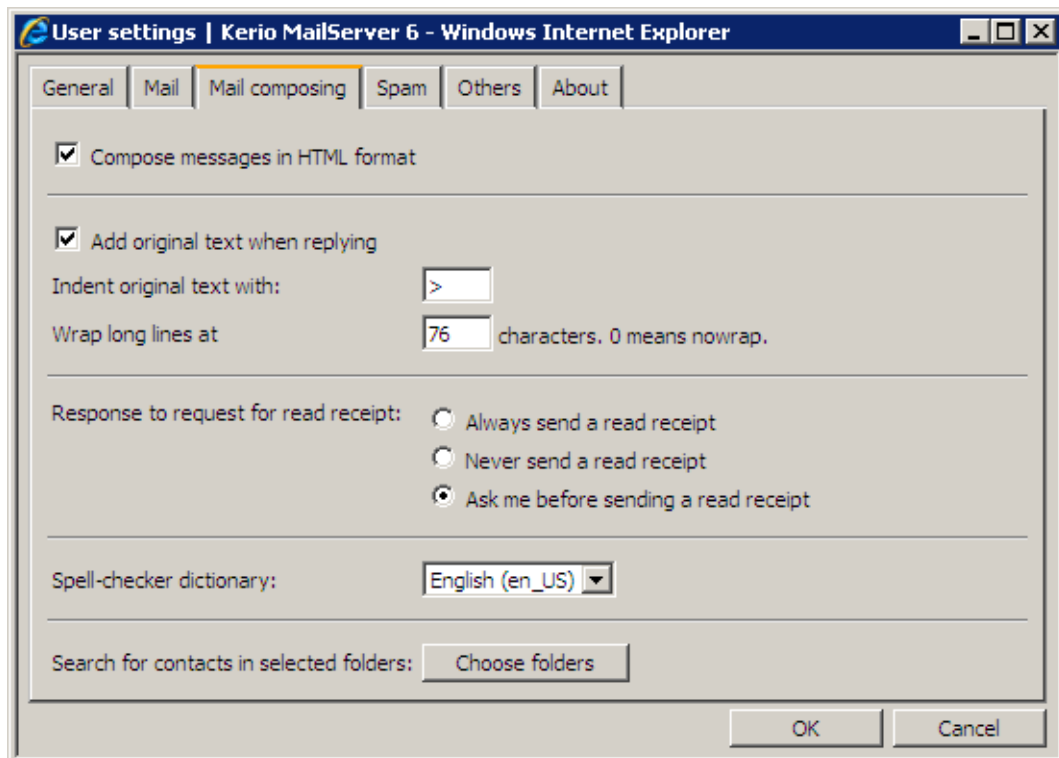 User settings | Kerio MailServer 6 - Windows Internet Explorer
General Mail Mail composing Spam Others About
Compose messages in HTML format
Add original text when replying
Indent original text with: >
Wrap long lines at 76 characters. 0 means nowrap.
Response to request for read receipt: Always send a read receipt
Never send a read receipt
Ask me before sending a read receipt
Spell-checker dictionary: English (en_US)
Search for contacts in selected folders: Choose folders
OK Cancel